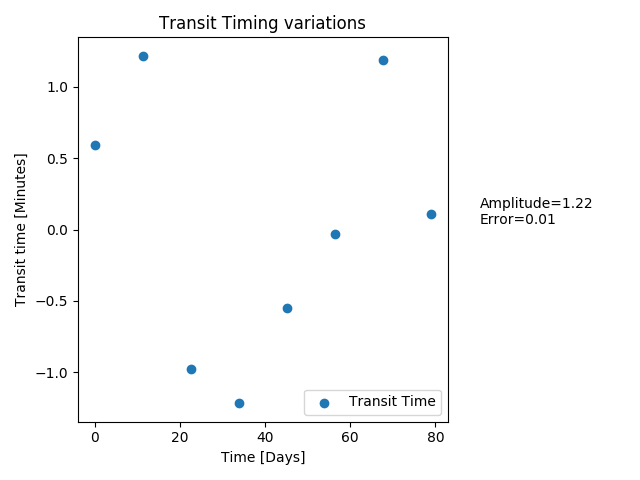 Transit Timing variations
Transit time [Minutes]
1.0
0.5
0.0
−0.5
−1.0
Amplitude=1.22
Error=0.01
Transit Time
0
20
40
60
80
Time [Days]